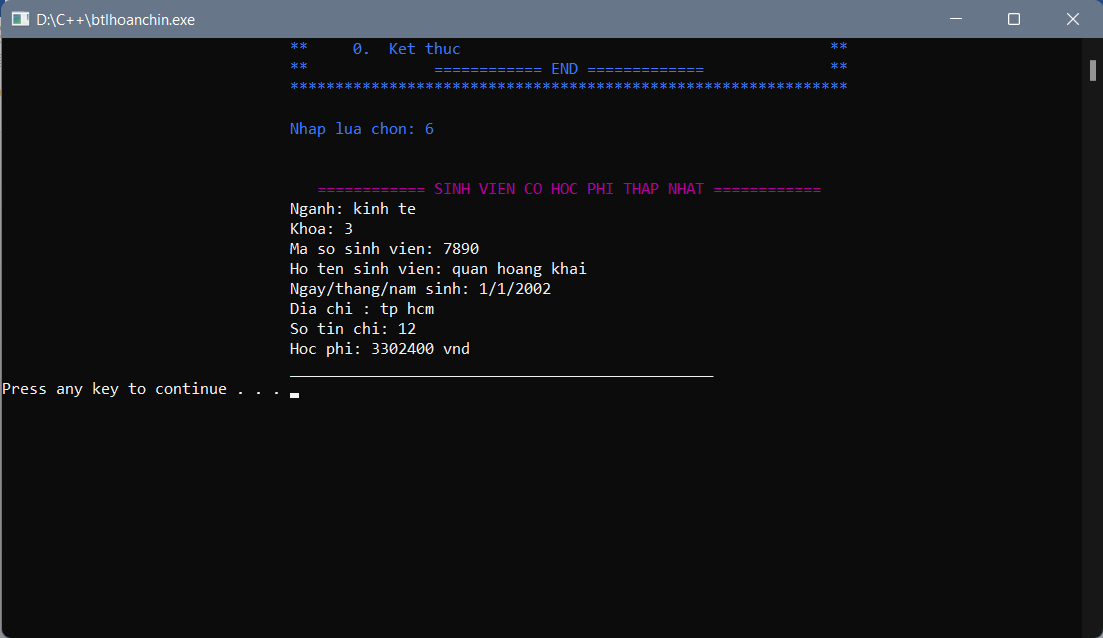 D:\C++\btlhoanchin.exe
** 0. Ket thuc **
** ============ END ============= **
**************************************************************
Nhap lua chon: 6
============ SINH VIEN CO HOC PHI THAP NHAT ============
Nganh: kinh te
Khoa: 3
Ma so sinh vien: 7890
Ho ten sinh vien: quan hoang khai
Ngay/thang/nam sinh: 1/1/2002
Dia chi : tp hcm
So tin chi: 12
Hoc phi: 3302400 vnd
_______________________________________________
Press any key to continue . . .